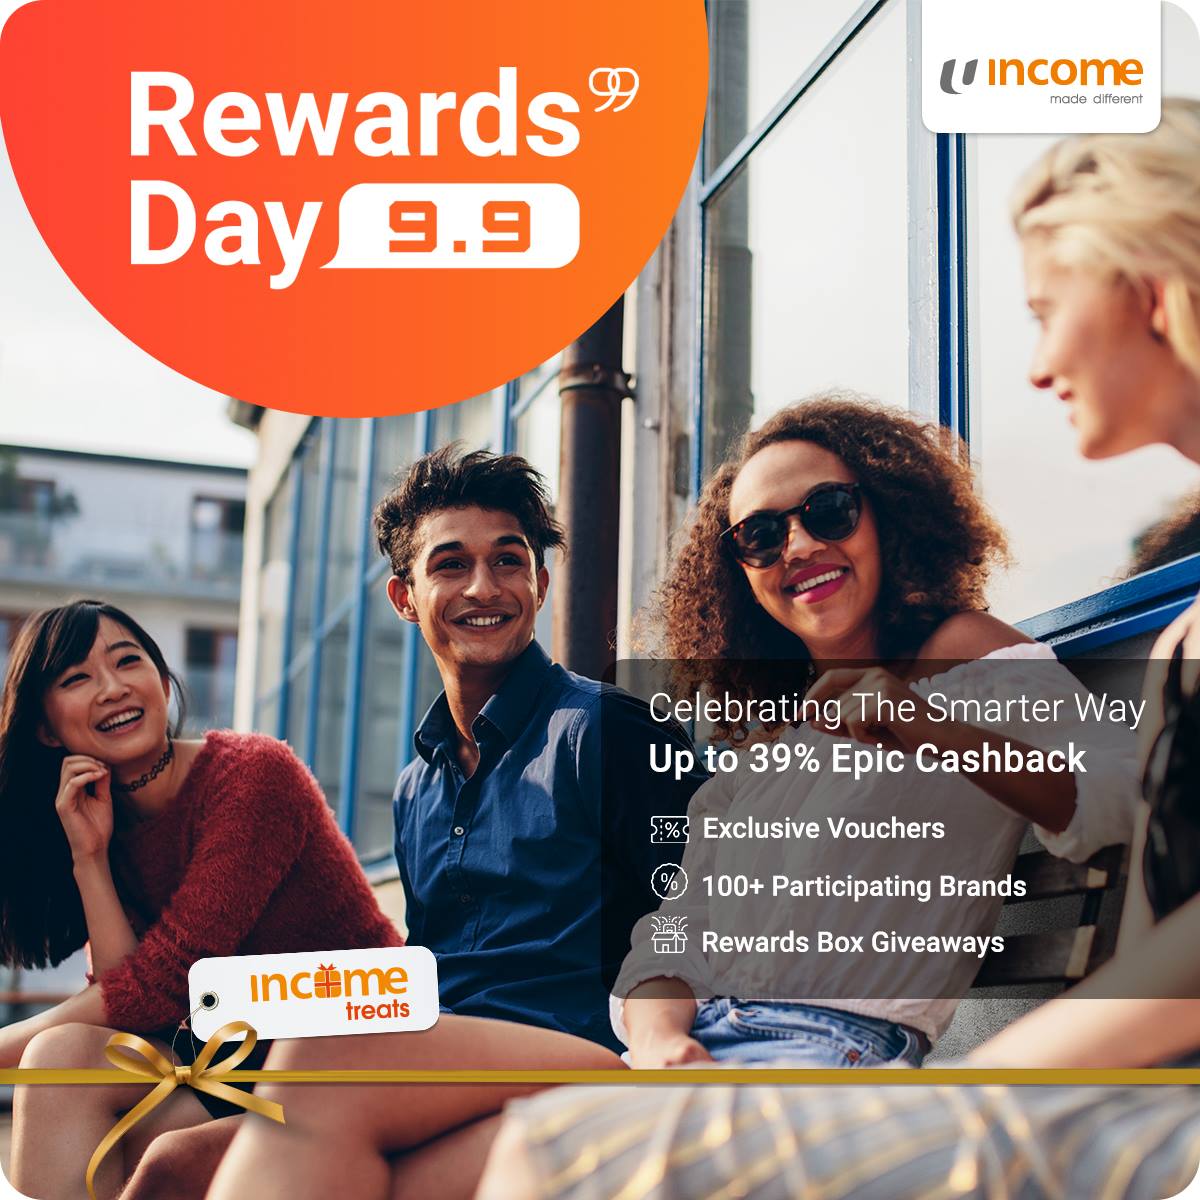 Rewards 99
Day 9.9
income
made different
Celebrating The Smarter Way
Up to 39% Epic Cashback
% Exclusive Vouchers
% 100+ Participating Brands
Rewards Box Giveaways
income
treats